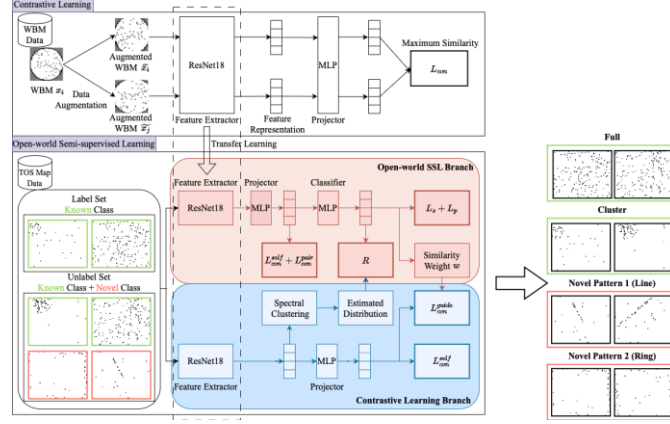 Contrastive Learning
WBM
Data
WBM x_i
Data
Augmentation
Augmented
WBM x̃_i
Augmented
WBM x̃_j
ResNet18
Feature Extractor
Feature
Representation
MLP
Projector
Maximum Similarity
L_con
Transfer Learning
Open-world Semi-supervised Learning
TOS Map
Data
Label Set
Known Class
Unlabel Set
Known Class + Novel Class
Open-world SSL Branch
Feature Extractor
ResNet18
Projector
MLP
Classifier
MLP
L_s + L_p
L_con^self + L_con^pair
R
Similarity
Weight w
Spectral
Clustering
Estimated
Distribution
L_con^guide
ResNet18
Feature Extractor
MLP
Projector
L_con^self
Contrastive Learning Branch
Full
Cluster
Novel Pattern 1 (Line)
Novel Pattern 2 (Ring)